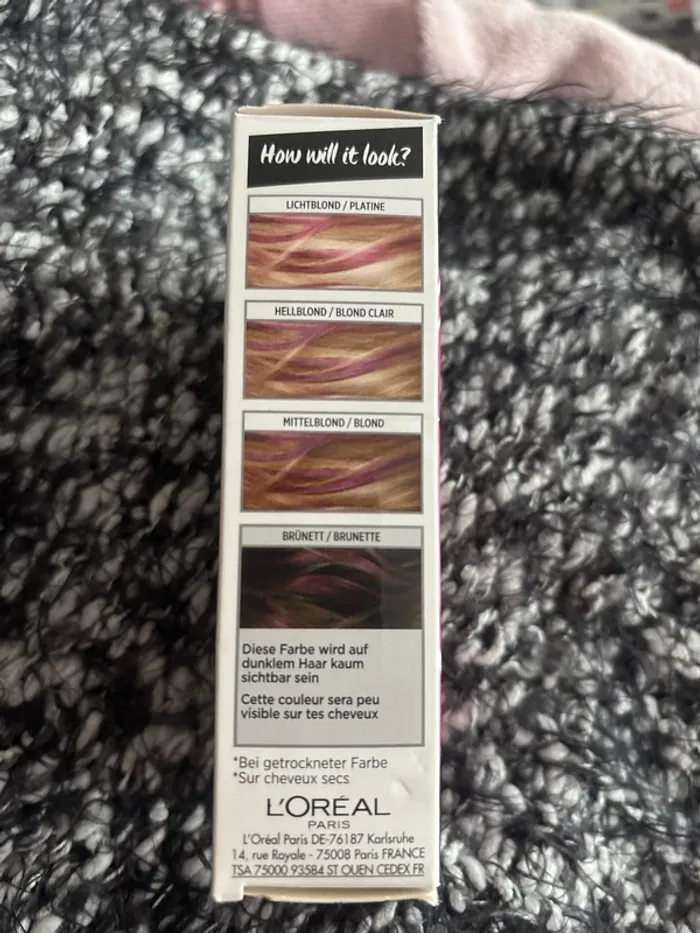 How will it look?
LICHTBLOND / PLATINE
HELLBLOND / BLOND CLAIR
MITTELBLOND / BLOND
BRÜNETT / BRUNETTE
Diese Farbe wird auf
dunklem Haar kaum
sichtbar sein
Cette couleur sera peu
visible sur tes cheveux
*Bei getrockneter Farbe
*Sur cheveux secs
L'ORÉAL
PARIS
L'Oréal Paris DE-76187 Karlsruhe
14, rue Royale - 75008 Paris FRANCE
TSA 75000 93584 ST OUEN CEDEX FR